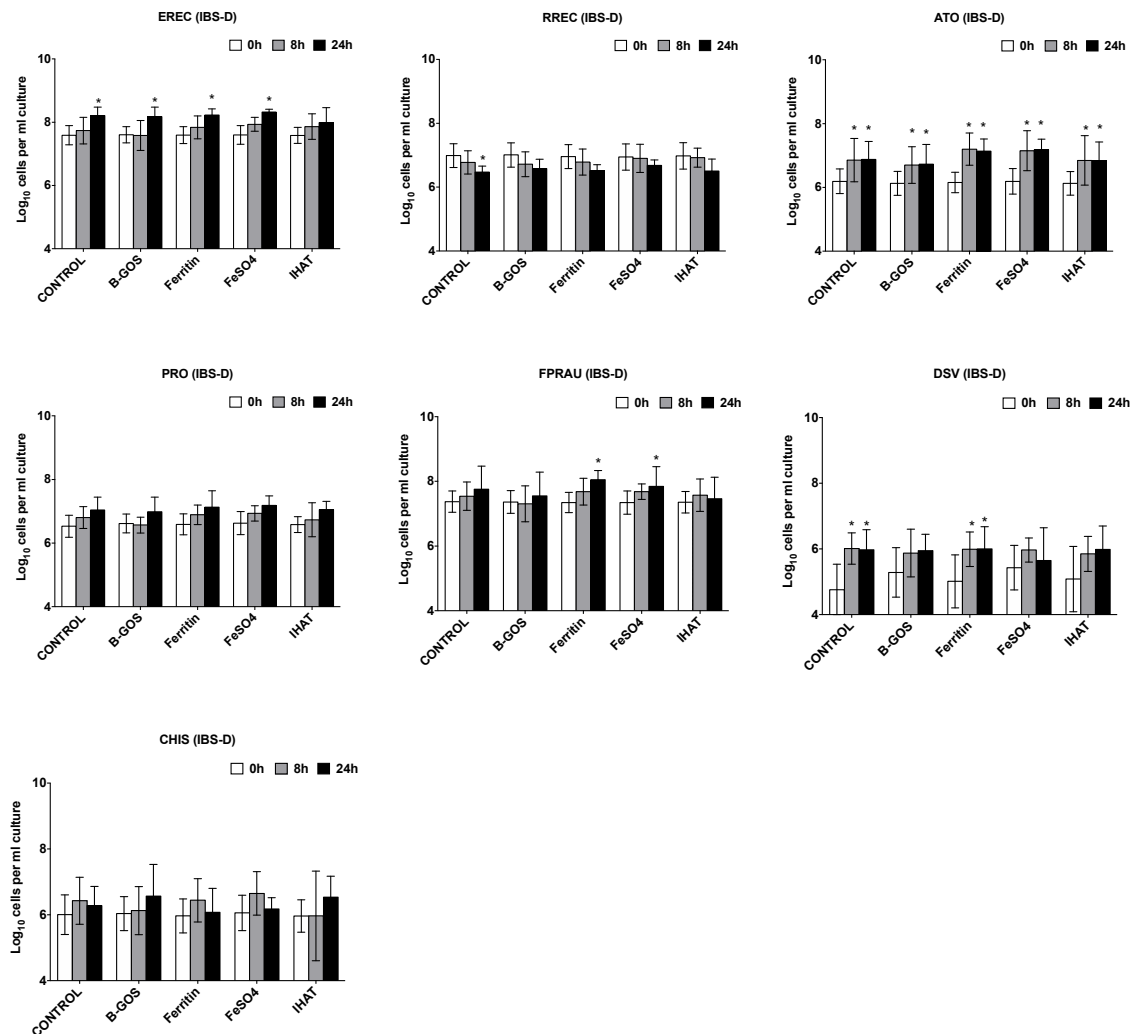 EREC (IBS-D)
0h 8h 24h
Log10 cells per ml culture
10
8
6
4
* * * *
CONTROL
B-GOS
Ferritin
FeSO4
IHAT
RREC (IBS-D)
0h 8h 24h
Log10 cells per ml culture
10
8
6
4
*
CONTROL
B-GOS
Ferritin
FeSO4
IHAT
ATO (IBS-D)
0h 8h 24h
Log10 cells per ml culture
10
8
6
4
* * * * * * * * * *
CONTROL
B-GOS
Ferritin
FeSO4
IHAT
PRO (IBS-D)
0h 8h 24h
Log10 cells per ml culture
10
8
6
4
CONTROL
B-GOS
Ferritin
FeSO4
IHAT
FPRAU (IBS-D)
0h 8h 24h
Log10 cells per ml culture
10
8
6
4
* *
CONTROL
B-GOS
Ferritin
FeSO4
IHAT
DSV (IBS-D)
0h 8h 24h
Log10 cells per ml culture
10
8
6
4
* * * *
CONTROL
B-GOS
Ferritin
FeSO4
IHAT
CHIS (IBS-D)
0h 8h 24h
Log10 cells per ml culture
10
8
6
4
CONTROL
B-GOS
Ferritin
FeSO4
IHAT